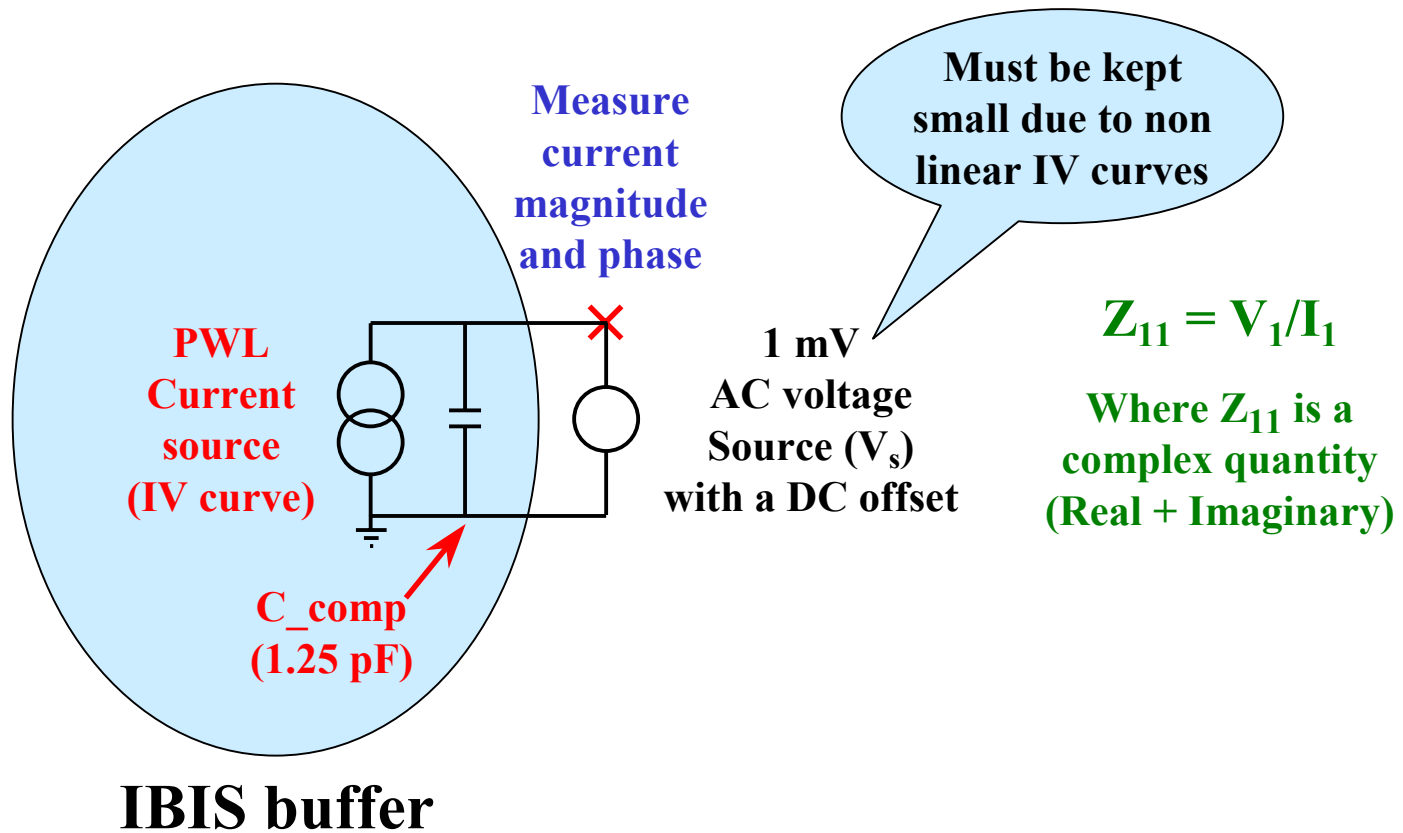 Must be kept
small due to non
linear IV curves
Measure
current
magnitude
and phase
PWL
Current
source
(IV curve)
1 mV
AC voltage
Source (Vₛ)
with a DC offset
Z₁₁ = V₁/I₁
Where Z₁₁ is a
complex quantity
(Real + Imaginary)
C_comp
(1.25 pF)
IBIS buffer